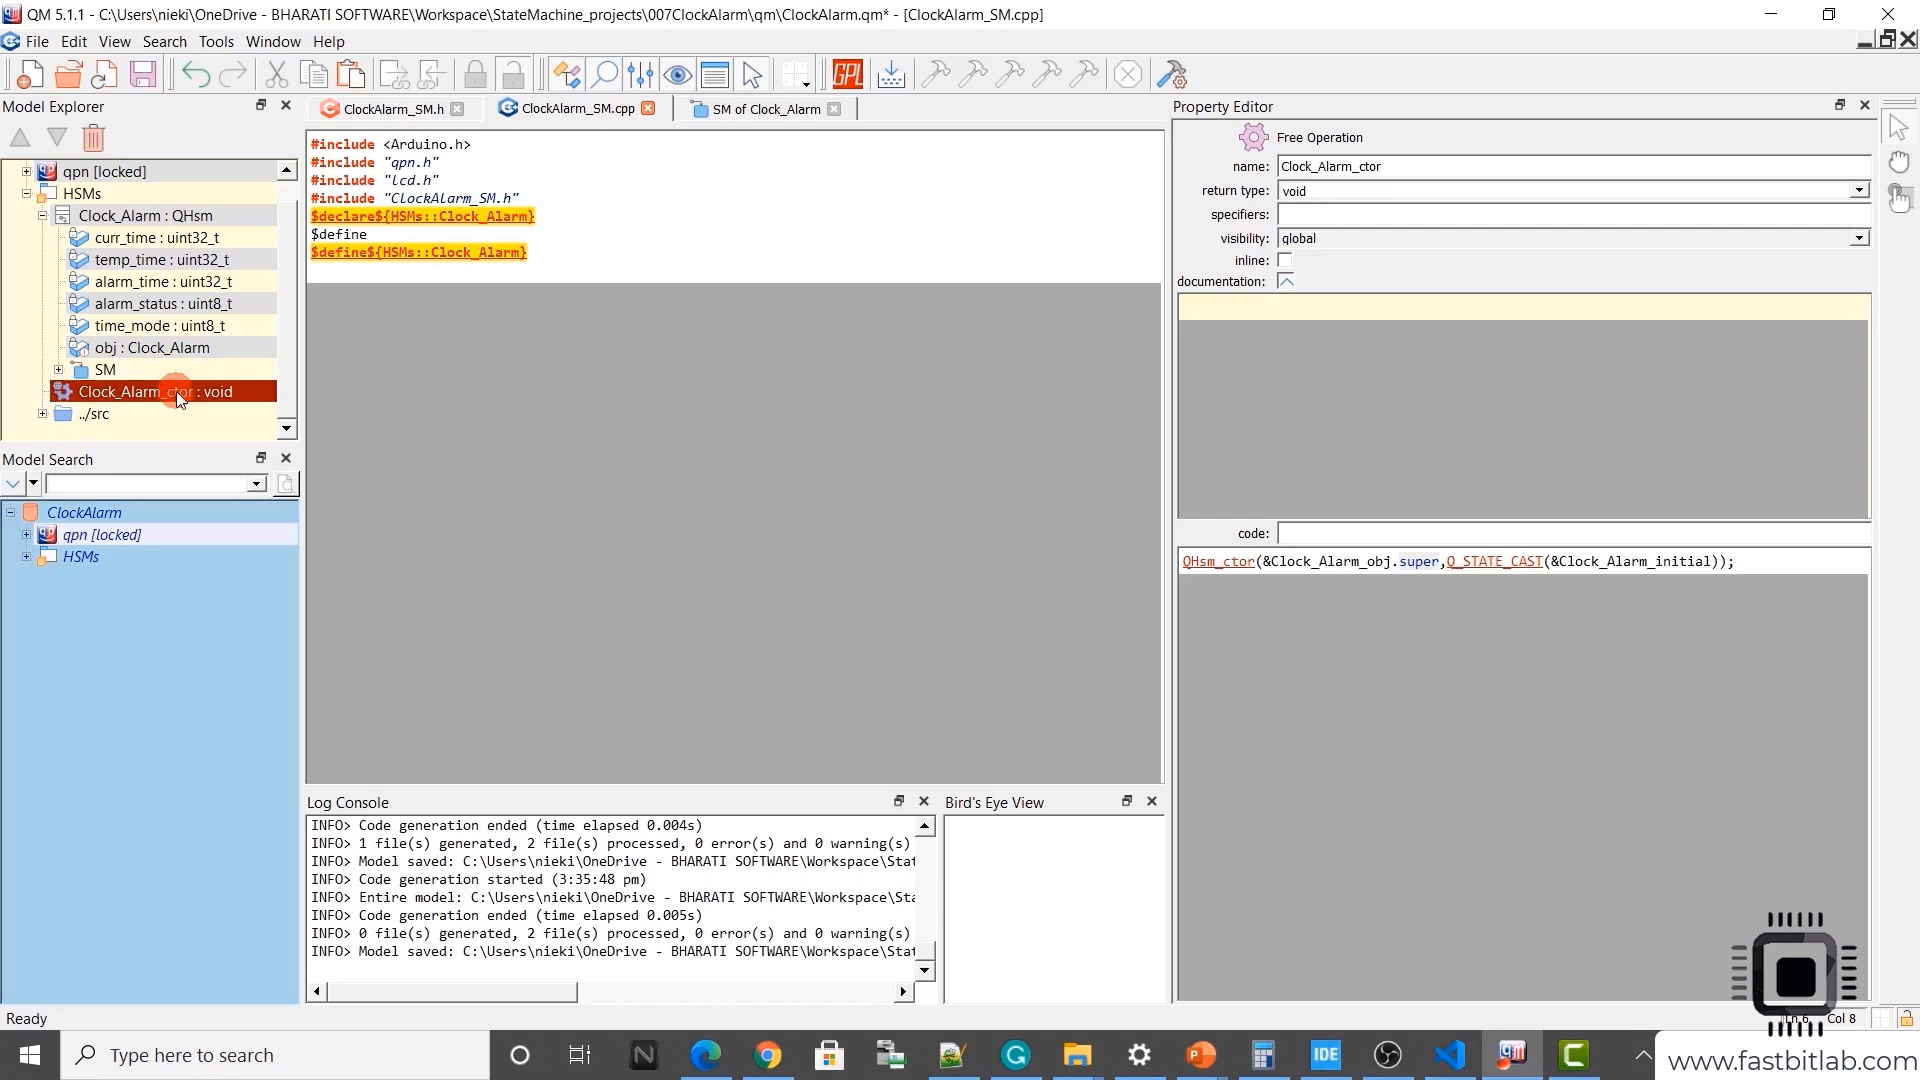 QM 5.1.1 - C:\Users\nieki\OneDrive - BHARATI SOFTWARE\Workspace\StateMachine_projects\007ClockAlarm\qm\ClockAlarm.qm* - [ClockAlarm_SM.cpp]
File Edit View Search Tools Window Help
GPL
Model Explorer
qpn [locked]
HSMs
Clock_Alarm : QHsm
curr_time : uint32_t
temp_time : uint32_t
alarm_time : uint32_t
alarm_status : uint8_t
time_mode : uint8_t
obj : Clock_Alarm
SM
Clock_Alarm_ctor : void
../src
Model Search
ClockAlarm
qpn [locked]
HSMs
ClockAlarm_SM.h
ClockAlarm_SM.cpp
SM of Clock_Alarm
#include <Arduino.h>
#include "qpn.h"
#include "lcd.h"
#include "ClockAlarm_SM.h"
$declare${HSMs::Clock_Alarm}
$define
$define${HSMs::Clock_Alarm}
Log Console
INFO> Code generation ended (time elapsed 0.004s)
INFO> 1 file(s) generated, 2 file(s) processed, 0 error(s) and 0 warning(s)
INFO> Model saved: C:\Users\nieki\OneDrive - BHARATI SOFTWARE\Workspace\Stat
INFO> Code generation started (3:35:48 pm)
INFO> Entire model: C:\Users\nieki\OneDrive - BHARATI SOFTWARE\Workspace\Sta
INFO> Code generation ended (time elapsed 0.005s)
INFO> 0 file(s) generated, 2 file(s) processed, 0 error(s) and 0 warning(s)
INFO> Model saved: C:\Users\nieki\OneDrive - BHARATI SOFTWARE\Workspace\Stat
Bird's Eye View
Property Editor
Free Operation
name: Clock_Alarm_ctor
return type: void
specifiers:
visibility: global
inline:
documentation:
code:
QHsm_ctor(&Clock_Alarm_obj.super,Q_STATE_CAST(&Clock_Alarm_initial));
Ready
Ln 6 Col 8
Type here to search
IDE
www.fastbitlab.com